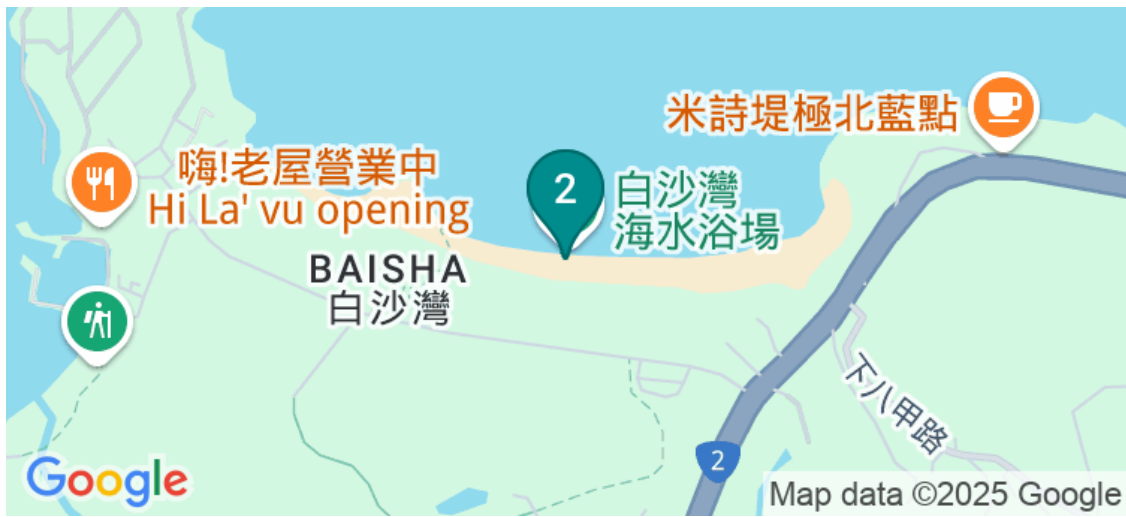 米詩堤極北藍點
嗨!老屋營業中
Hi La' vu opening
2
白沙灣
海水浴場
BAISHA
白沙灣
下八甲路
2
Google
Map data ©2025 Google